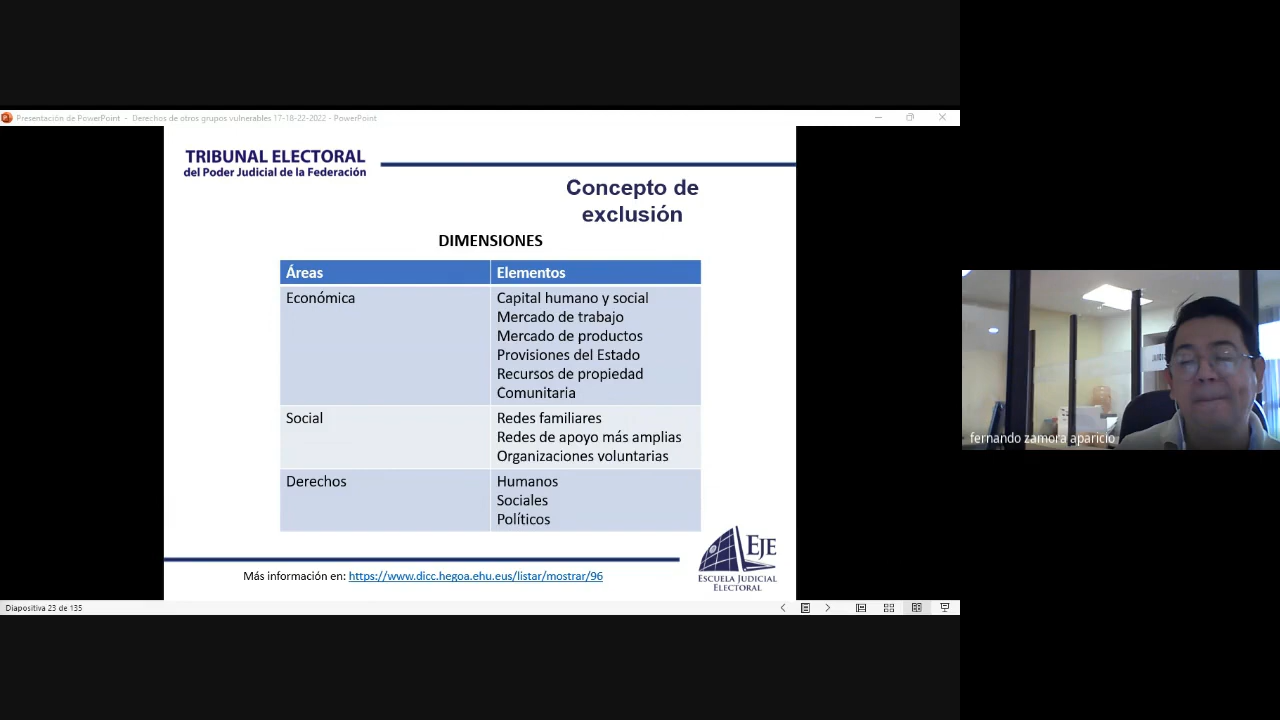 Presentación de PowerPoint - Derechos de otros grupos vulnerables 17-18-22-2022 - PowerPoint
TRIBUNAL ELECTORAL
del Poder Judicial de la Federación
Concepto de
exclusión
DIMENSIONES
Áreas Elementos
Económica Capital humano y social
Mercado de trabajo
Mercado de productos
Provisiones del Estado
Recursos de propiedad
Comunitaria
Social Redes familiares
Redes de apoyo más amplias
Organizaciones voluntarias
Derechos Humanos
Sociales
Políticos
EJE
ESCUELA JUDICIAL
ELECTORAL
Más información en: https://www.dicc.hegoa.ehu.eus/listar/mostrar/96
Diapositiva 23 de 135
fernando zamora aparicio